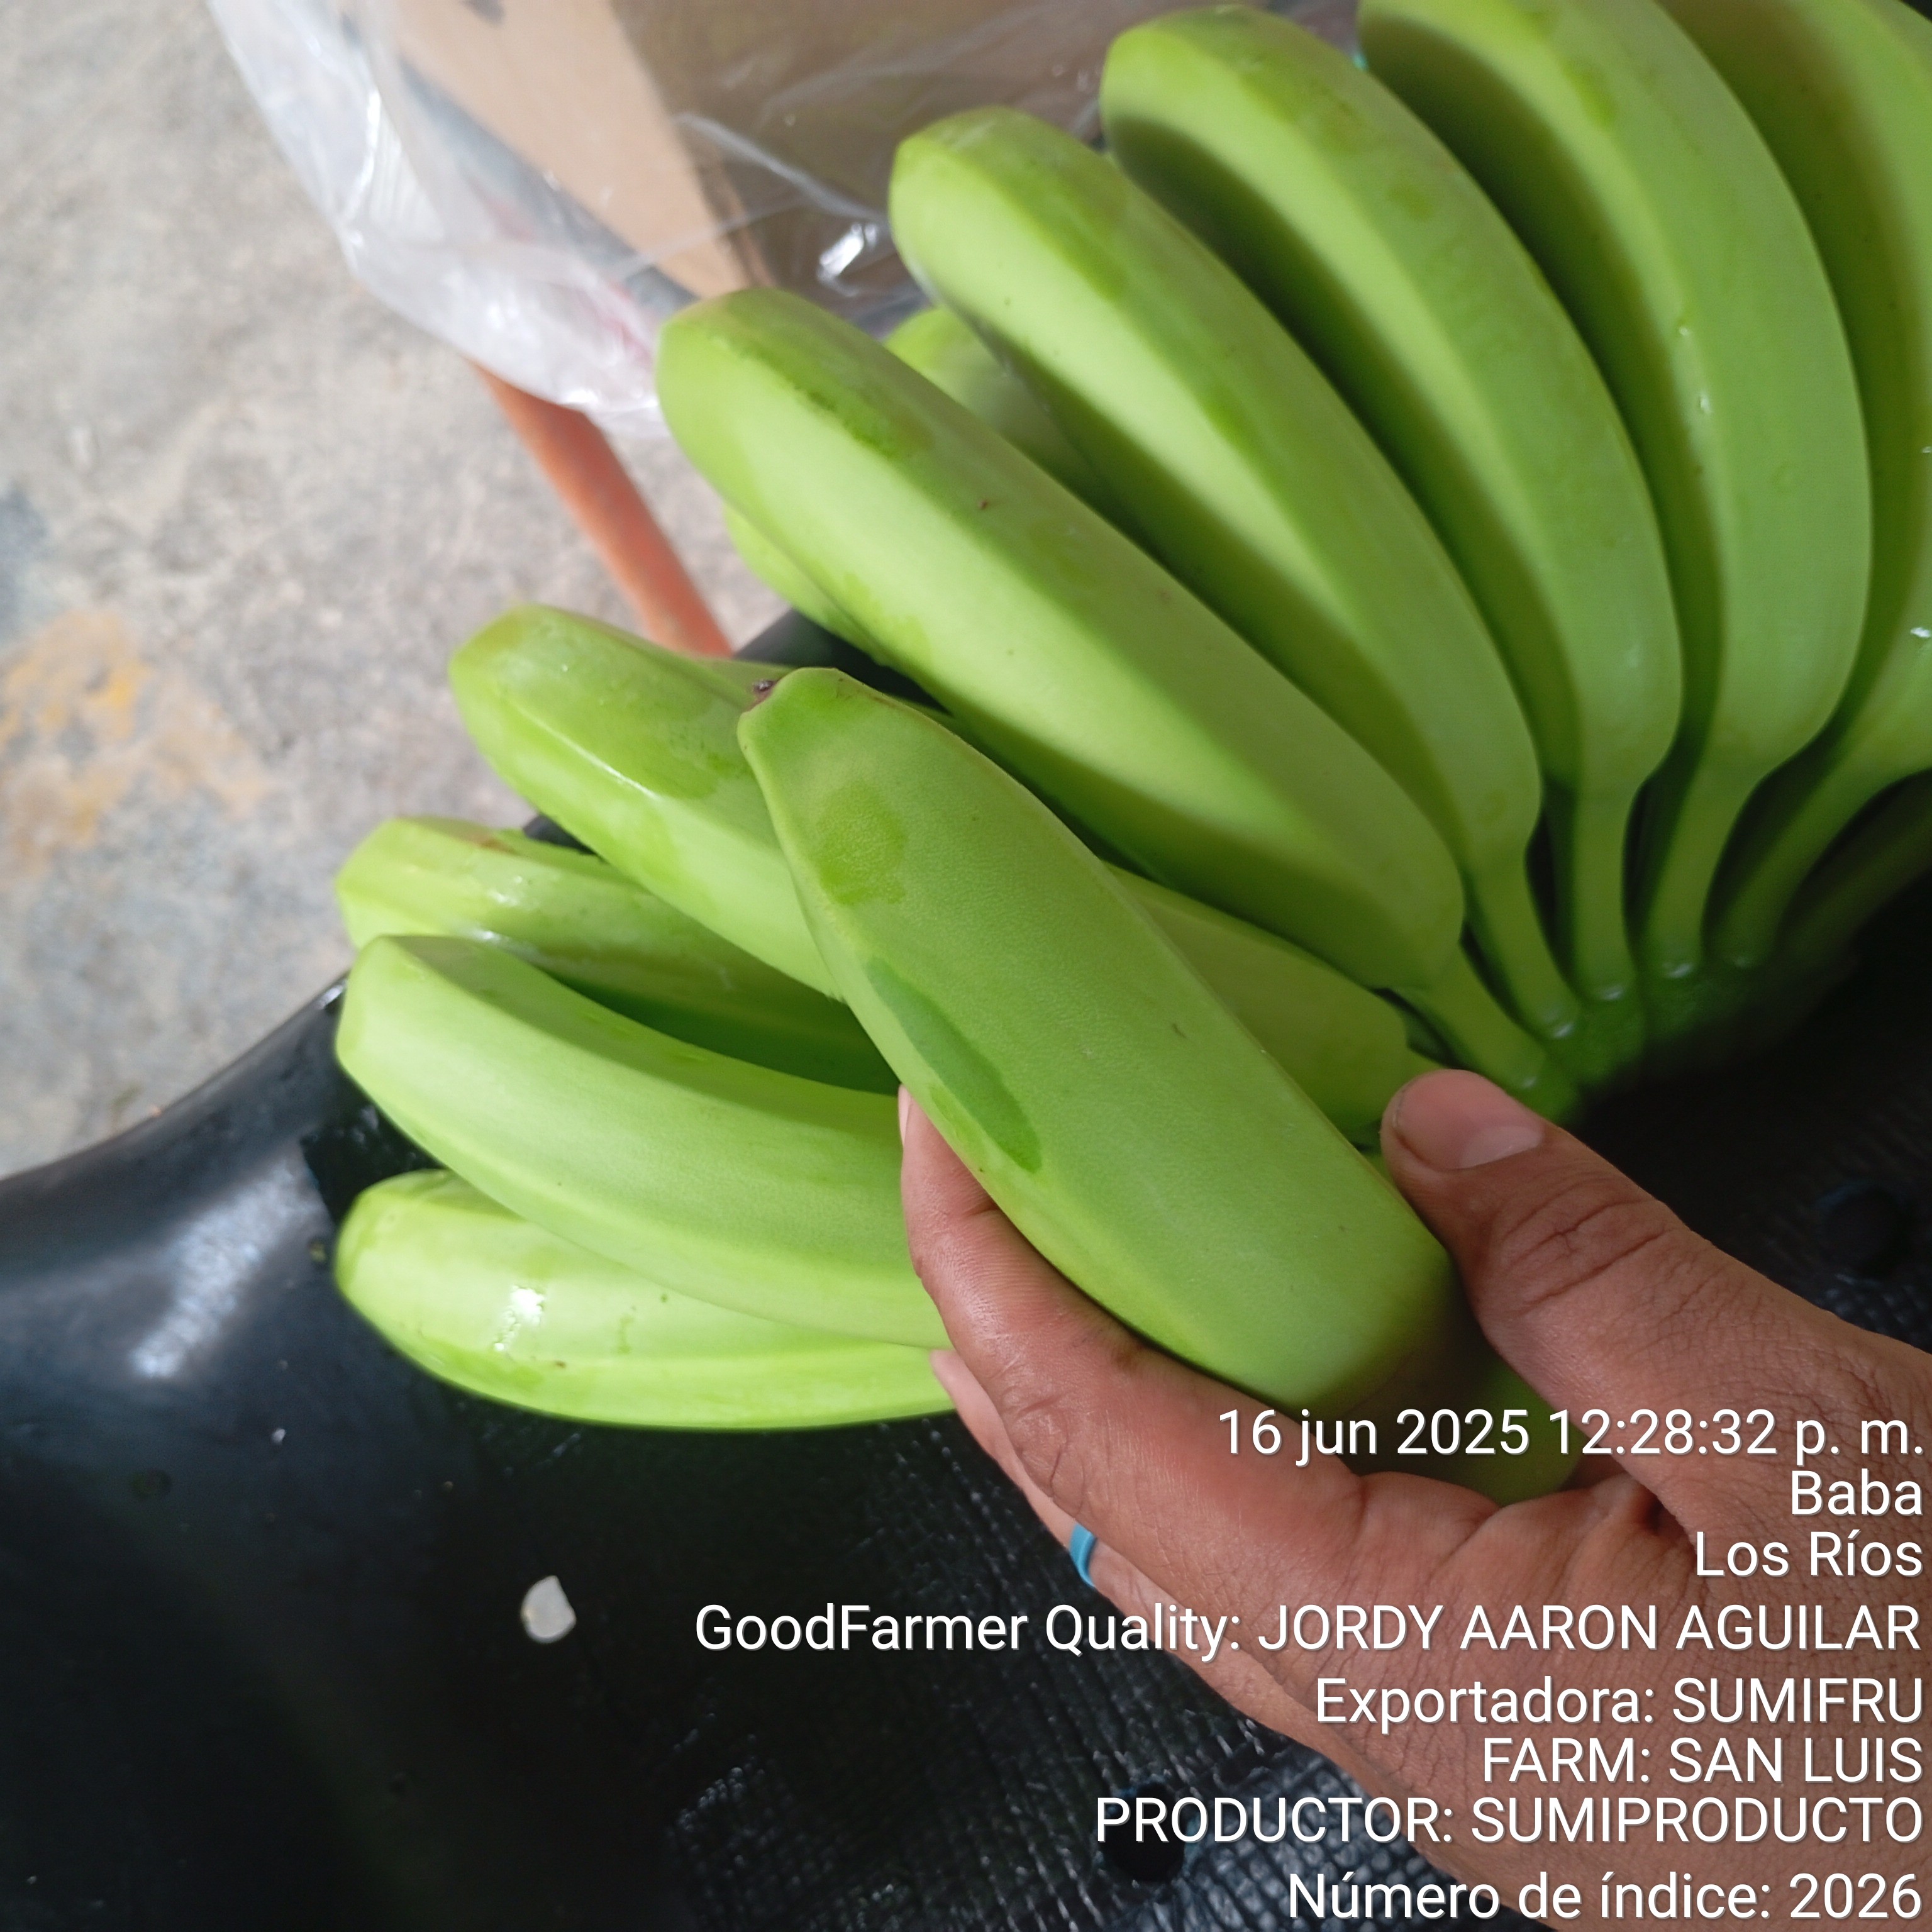 16 jun 2025 12:28:32 p. m.
Baba
Los Ríos
GoodFarmer Quality: JORDY AARON AGUILAR
Exportadora: SUMIFRU
FARM: SAN LUIS
PRODUCTOR: SUMIPRODUCTO
Número de índice: 2026